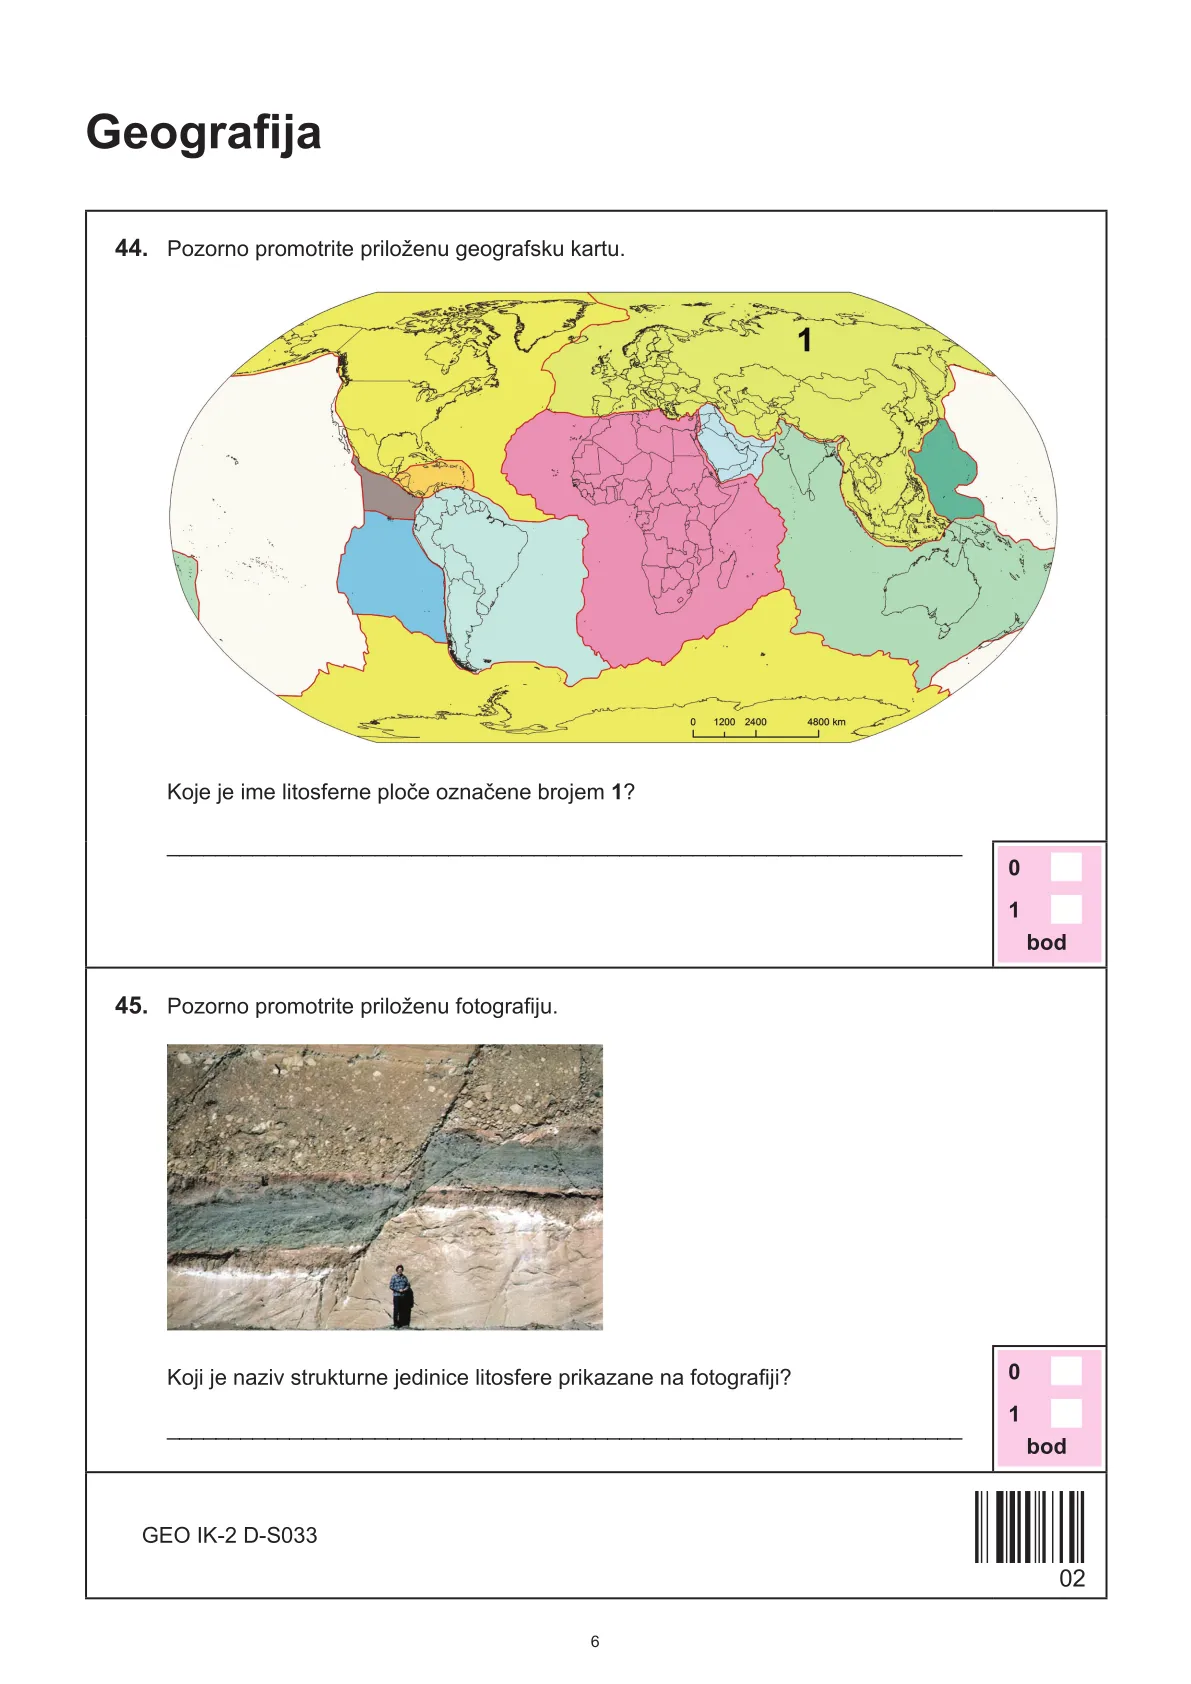 Geografija
44. Pozorno promotrite priloženu geografsku kartu.
1
0 1200 2400 4800 km
Koje je ime litosferne ploče označene brojem 1?
0
1
bod
45. Pozorno promotrite priloženu fotografiju.
Koji je naziv strukturne jedinice litosfere prikazane na fotografiji?
0
1
bod
GEO IK-2 D-S033
02
6